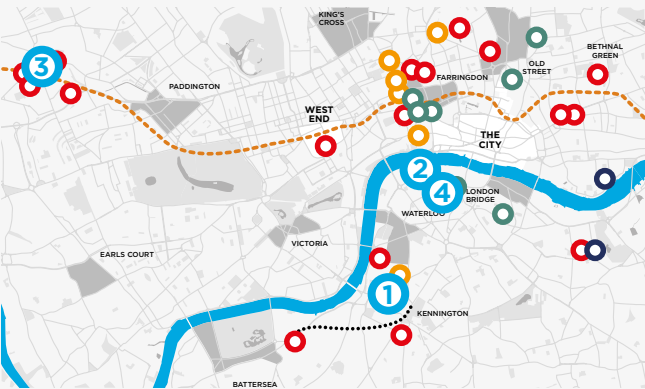 KING'S
CROSS
OLD
STREET
BETHNAL
GREEN
3
FARRINGDON
PADDINGTON
WEST
END
THE
CITY
2
4
LONDON
BRIDGE
WATERLOO
VICTORIA
EARLS COURT
1
KENNINGTON
BATTERSEA